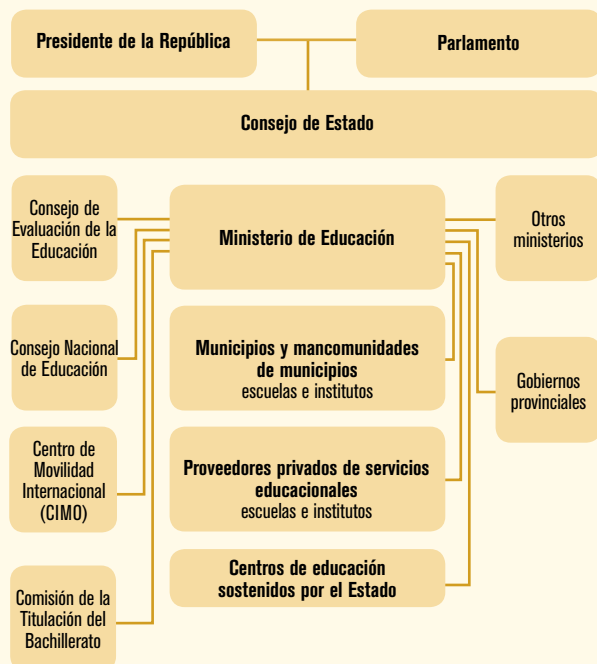 Presidente de la República
Parlamento
Consejo de Estado
Consejo de
Evaluación de la
Educación
Ministerio de Educación
Otros
ministerios
Consejo Nacional
de Educación
Municipios y mancomunidades
de municipios
escuelas e institutos
Gobiernos
provinciales
Centro de
Movilidad
Internacional
(CIMO)
Proveedores privados de servicios
educacionales
escuelas e institutos
Centros de educación
sostenidos por el Estado
Comisión de la
Titulación del
Bachillerato